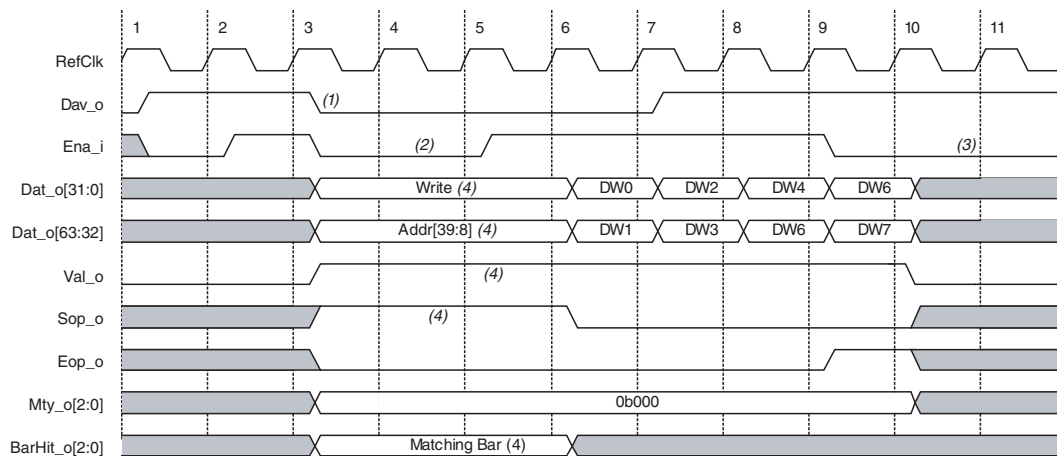 1 2 3 4 5 6 7 8 9 10 11
RefClk
Dav_o (1)
Ena_i (2) (3)
Dat_o[31:0] Write (4) DW0 DW2 DW4 DW6
Dat_o[63:32] Addr[39:8] (4) DW1 DW3 DW6 DW7
Val_o (4)
Sop_o (4)
Eop_o
Mty_o[2:0] 0b000
BarHit_o[2:0] Matching Bar (4)